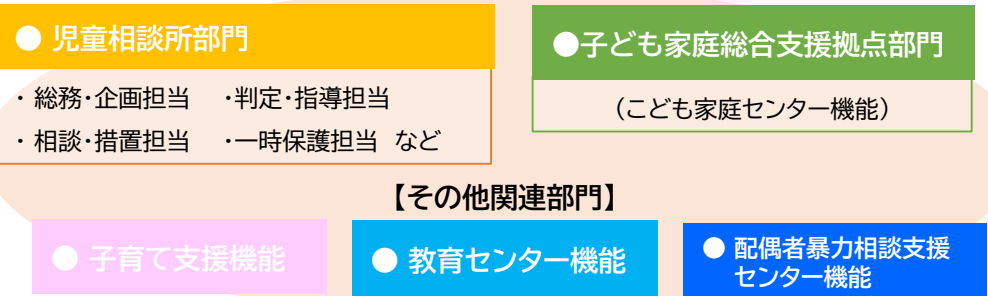 ● 児童相談所部門
・ 総務・企画担当　・判定・指導担当
・ 相談・措置担当　・一時保護担当　など
●子ども家庭総合支援拠点部門
（こども家庭センター機能）
【その他関連部門】
● 子育て支援機能
● 教育センター機能
● 配偶者暴力相談支援
センター機能